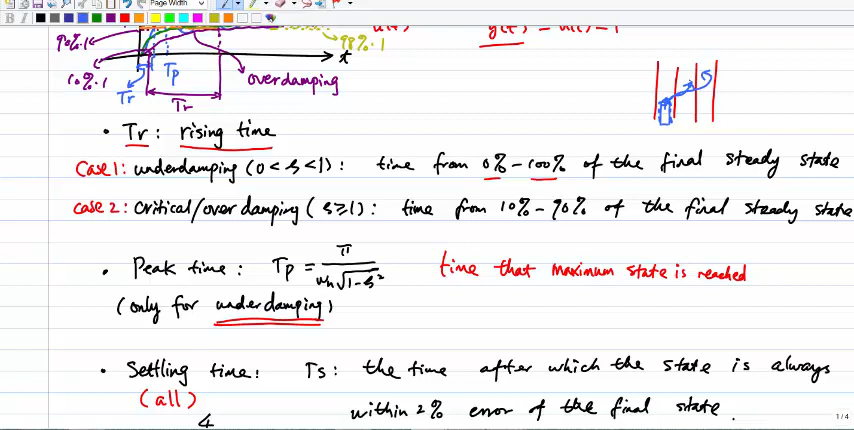 Page Width
B I
u(t) y(t) = u(t) = 1
90%·1 98%·1
t
10%·1 Tp overdamping
Tr Tr
• Tr: rising time
Case 1: underdamping (0 < ς < 1): time from 0% - 100% of the final steady state
Case 2: critical/overdamping (ς ≥ 1): time from 10% - 90% of the final steady state
• Peak time: Tp = π / (ωn √(1-ς²)) time that maximum state is reached
(only for underdamping)
• Settling time: Ts: the time after which the state is always
(all) within 2% error of the final state.
4
1/4